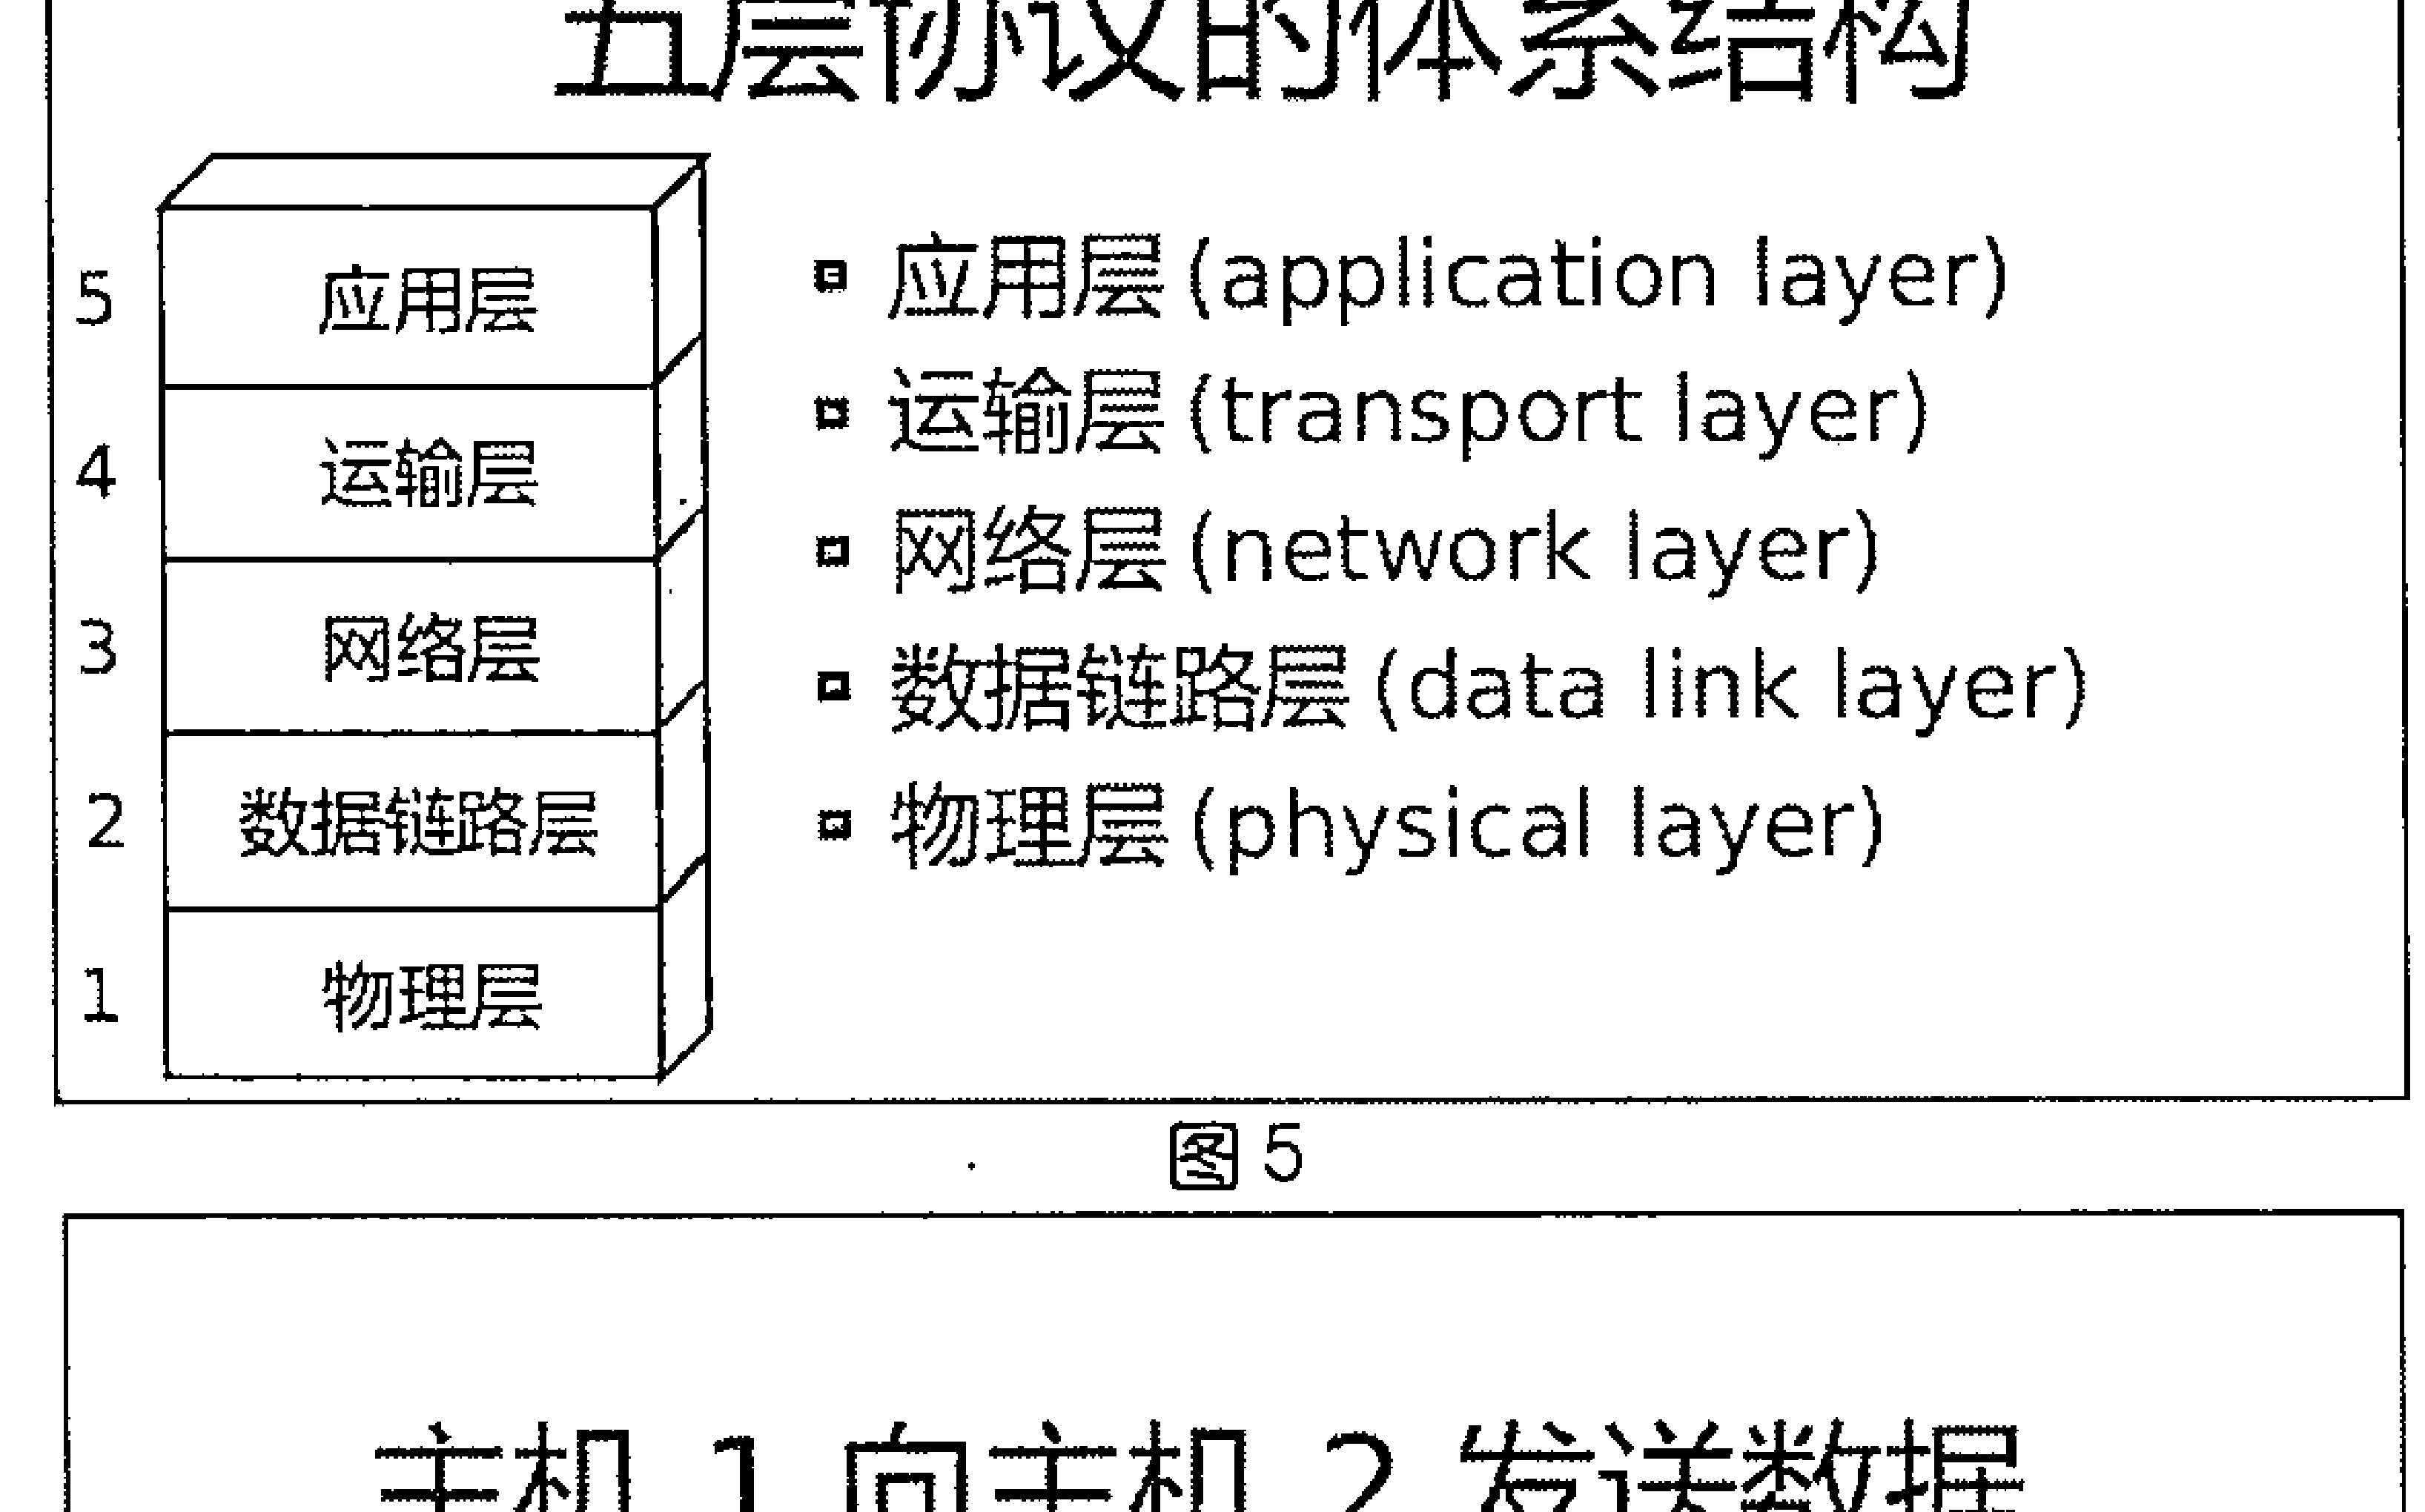 五层协议的体系结构
5 应用层
4 运输层
3 网络层
2 数据链路层
1 物理层
应用层 (application layer)
运输层 (transport layer)
网络层 (network layer)
数据链路层 (data link layer)
物理层 (physical layer)
图 5
主机 1 向主机 2 发送数据